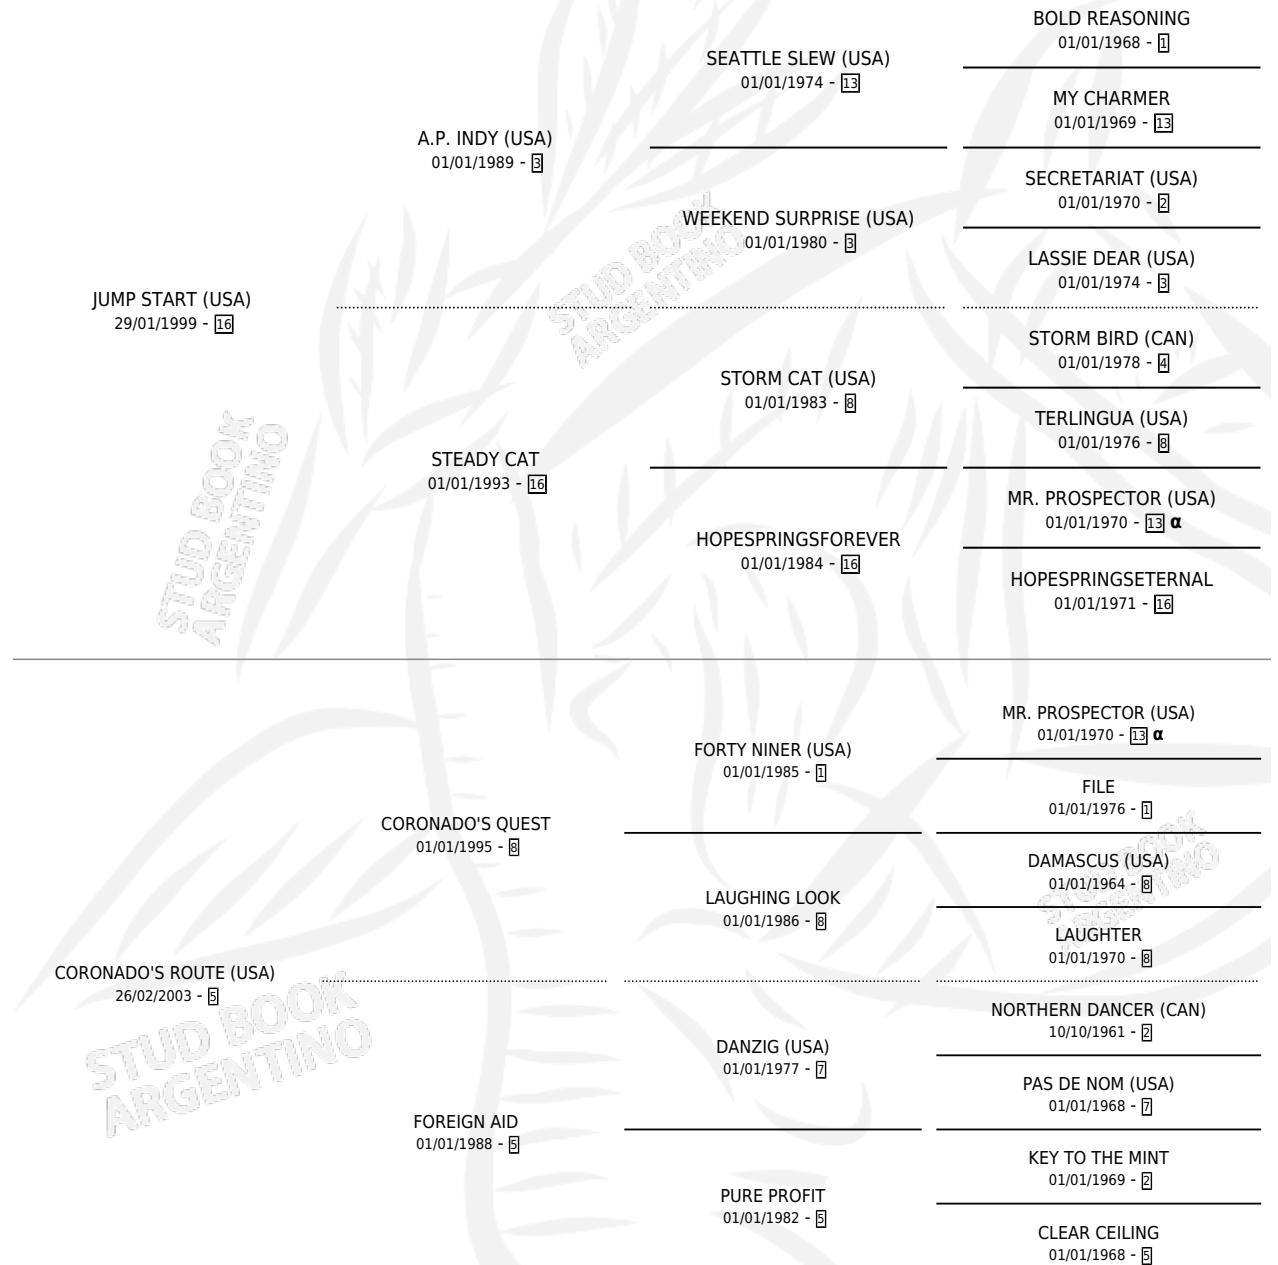 BOLD REASONING
01/01/1968 - 1
SEATTLE SLEW (USA)
01/01/1974 - 13
MY CHARMER
01/01/1969 - 13
A.P. INDY (USA)
01/01/1989 - 3
SECRETARIAT (USA)
01/01/1970 - 2
WEEKEND SURPRISE (USA)
01/01/1980 - 3
LASSIE DEAR (USA)
01/01/1974 - 3
JUMP START (USA)
29/01/1999 - 16
STORM BIRD (CAN)
01/01/1978 - 4
STORM CAT (USA)
01/01/1983 - 8
TERLINGUA (USA)
01/01/1976 - 8
STEADY CAT
01/01/1993 - 16
MR. PROSPECTOR (USA)
01/01/1970 - 13 α
HOPESPRINGSFOREVER
01/01/1984 - 16
HOPESPRINGSETERNAL
01/01/1971 - 16
MR. PROSPECTOR (USA)
01/01/1970 - 13 α
FORTY NINER (USA)
01/01/1985 - 1
FILE
01/01/1976 - 1
CORONADO'S QUEST
01/01/1995 - 8
DAMASCUS (USA)
01/01/1964 - 8
LAUGHING LOOK
01/01/1986 - 8
LAUGHTER
01/01/1970 - 8
CORONADO'S ROUTE (USA)
26/02/2003 - 5
NORTHERN DANCER (CAN)
10/10/1961 - 2
DANZIG (USA)
01/01/1977 - 7
PAS DE NOM (USA)
01/01/1968 - 7
FOREIGN AID
01/01/1988 - 5
KEY TO THE MINT
01/01/1969 - 2
PURE PROFIT
01/01/1982 - 5
CLEAR CEILING
01/01/1968 - 5
STUD BOOK
ARGENTINO
STUD BOOK
ARGENTINO
STUD BOOK
ARGENTINO
STUD BOOK
ARGENTINO